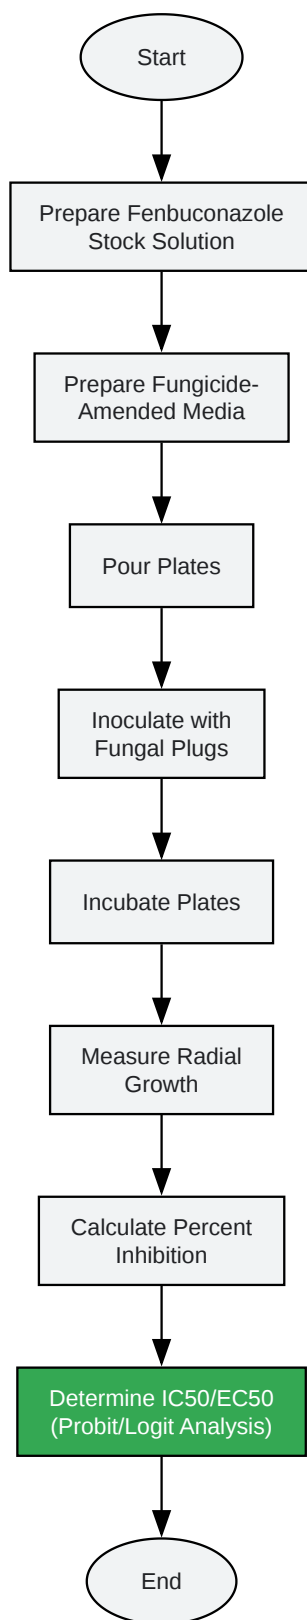 Start
Prepare Fenbuconazole
Stock Solution
Prepare Fungicide-
Amended Media
Pour Plates
Inoculate with
Fungal Plugs
Incubate Plates
Measure Radial
Growth
Calculate Percent
Inhibition
Determine IC50/EC50
(Probit/Logit Analysis)
End